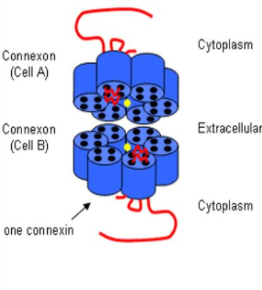 Connexon
(Cell A)
Cytoplasm
Connexon
(Cell B)
Extracellular
Cytoplasm
one connexin